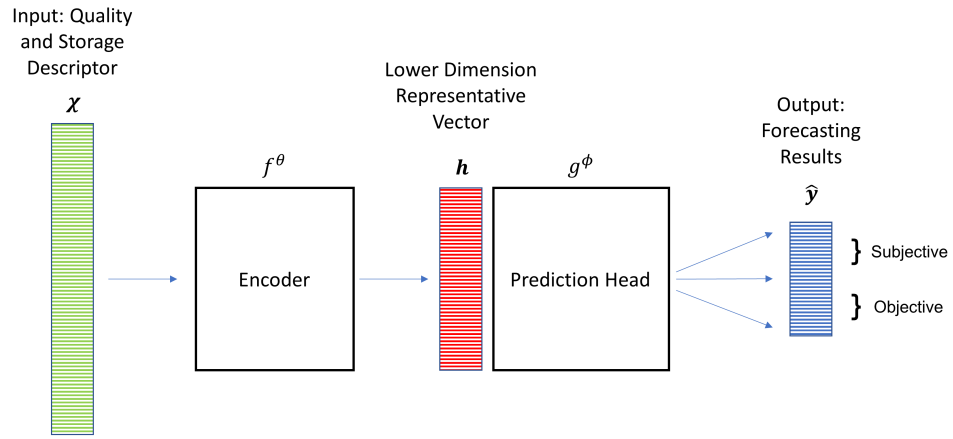 Input: Quality
and Storage
Descriptor
χ
Lower Dimension
Representative
Vector
h
f^θ
Encoder
g^ϕ
Prediction Head
Output:
Forecasting
Results
ŷ
} Subjective
} Objective